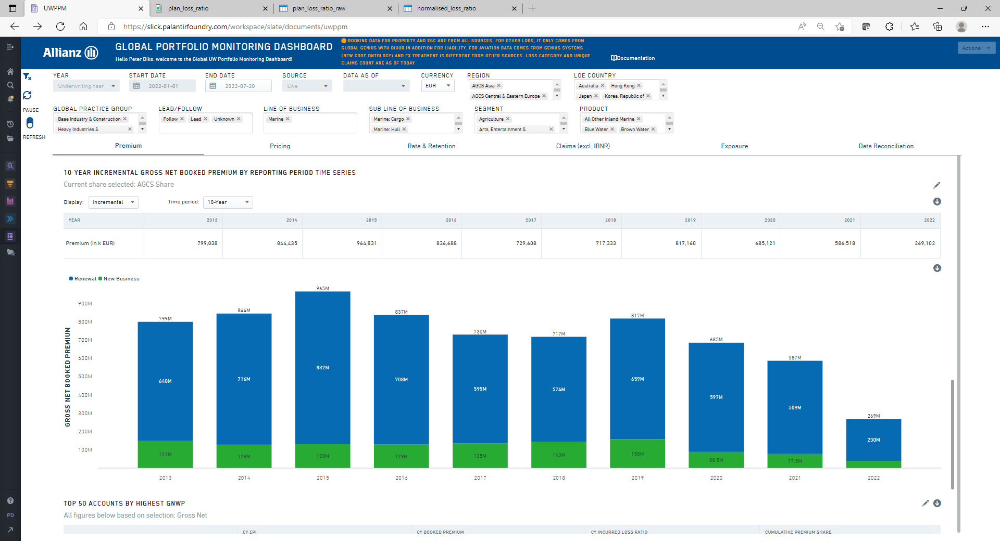 UWPPM
plan_loss_ratio
plan_loss_ratio_raw
normalised_loss_ratio
https://slick.palantirfoundry.com/workspace/slate/documents/uwppm
Allianz
GLOBAL PORTFOLIO MONITORING DASHBOARD
Hello Peter Diko, welcome to the Global UW Portfolio Monitoring Dashboard!
BOOKING DATA FOR PROPERTY AND E&C ARE FROM ALL SOURCES. FOR OTHER LOBS, IT ONLY COMES FROM
GLOBAL GENIUS WITH BIHUB IN ADDITION FOR LIABILITY. FOR AVIATION DATA COMES FROM GENIUS SYSTEMS
(NEW CORE ONTOLOGY) AND FX TREATMENT IS DIFFERENT FROM OTHER SOURCES. LOSS CATEGORY AND UNIQUE
CLAIMS COUNT ARE AS OF TODAY
Documentation
Actions
YEAR START DATE END DATE SOURCE DATA AS OF CURRENCY REGION LOE COUNTRY
Underwriting Year 2022-01-01 2022-07-20 Live EUR
AGCS Asia
AGCS Central & Eastern Europe
Australia Hong Kong
Japan Korea, Republic of
PAUSE
REFRESH
GLOBAL PRACTICE GROUP LEAD/FOLLOW LINE OF BUSINESS SUB LINE OF BUSINESS SEGMENT PRODUCT
Base Industry & Construction
Heavy Industries &
Follow Lead Unknown
Marine
Marine: Cargo
Marine: Hull
Agriculture
Arts, Entertainment &
All Other Inland Marine
Blue Water Brown Water
Premium Pricing Rate & Retention Claims (excl. IBNR) Exposure Data Reconciliation
10-YEAR INCREMENTAL GROSS NET BOOKED PREMIUM BY REPORTING PERIOD TIME SERIES
Current share selected: AGCS Share
Display: Incremental Time period: 10-Year
YEAR 2013 2014 2015 2016 2017 2018 2019 2020 2021 2022
Premium (in k EUR) 799,038 844,435 964,831 836,688 729,608 717,333 817,160 685,121 586,518 269,102
Renewal New Business
GROSS NET BOOKED PREMIUM
900M
800M
700M
600M
500M
400M
300M
200M
100M
799M 844M 965M 837M 730M 717M 817M 685M 587M 269M
648M 716M 832M 708M 595M 574M 659M 597M 509M 230M
151M 128M 133M 129M 135M 143M 158M 88.5M 77.5M
2013 2014 2015 2016 2017 2018 2019 2020 2021 2022
TOP 50 ACCOUNTS BY HIGHEST GNWP
All figures below based on selection: Gross Net
CY EPI CY BOOKED PREMIUM CY INCURRED LOSS RATIO CUMULATIVE PREMIUM SHARE
PD